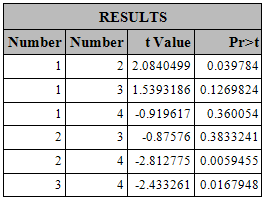 RESULTS
Number Number t Value Pr>t
1 2 2.0840499 0.039784
1 3 1.5393186 0.1269824
1 4 -0.919617 0.360054
2 3 -0.87576 0.3833241
2 4 -2.812775 0.0059455
3 4 -2.433261 0.0167948